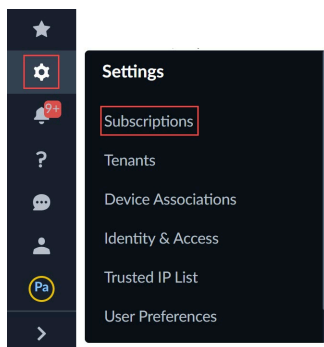 Settings
Subscriptions
9+
Tenants
?
Device Associations
Identity & Access
Trusted IP List
Pa
User Preferences